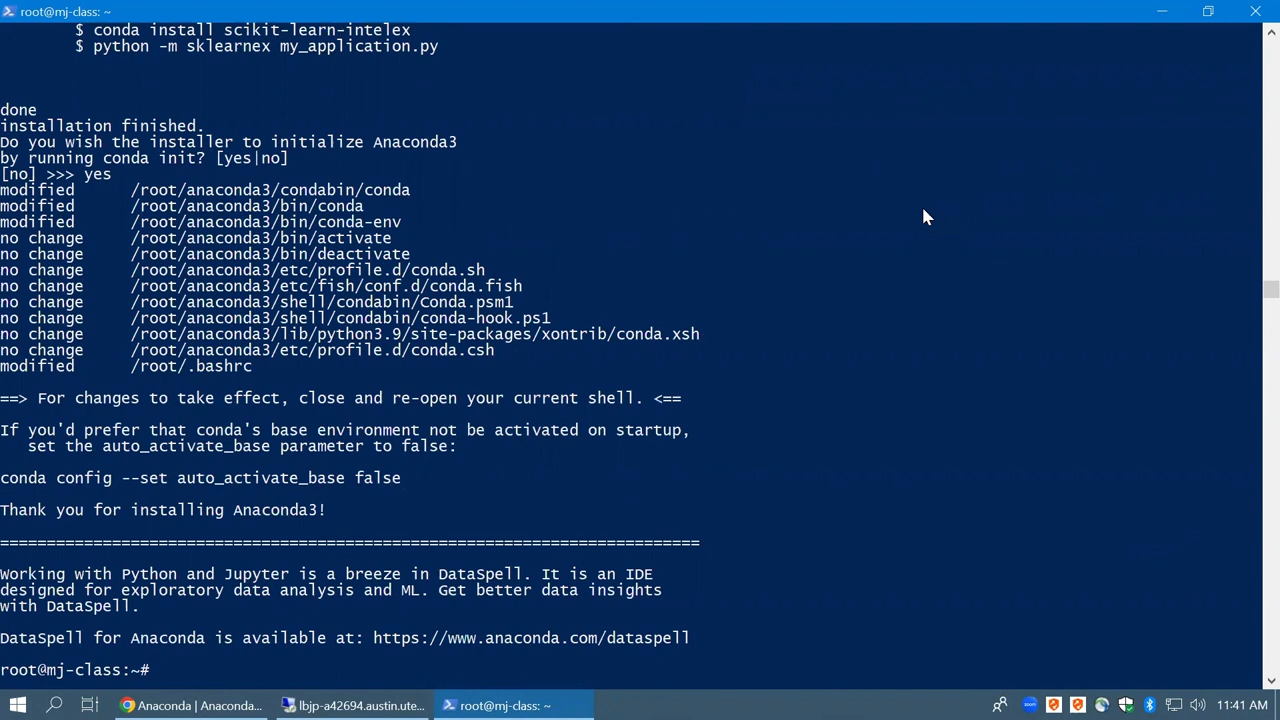 root@mj-class: ~
$ conda install scikit-learn-intelex
$ python -m sklearnex my_application.py
done
installation finished.
Do you wish the installer to initialize Anaconda3
by running conda init? [yes|no]
[no] >>> yes
modified      /root/anaconda3/condabin/conda
modified      /root/anaconda3/bin/conda
modified      /root/anaconda3/bin/conda-env
no change     /root/anaconda3/bin/activate
no change     /root/anaconda3/bin/deactivate
no change     /root/anaconda3/etc/profile.d/conda.sh
no change     /root/anaconda3/etc/fish/conf.d/conda.fish
no change     /root/anaconda3/shell/condabin/Conda.psm1
no change     /root/anaconda3/shell/condabin/conda-hook.ps1
no change     /root/anaconda3/lib/python3.9/site-packages/xontrib/conda.xsh
no change     /root/anaconda3/etc/profile.d/conda.csh
modified      /root/.bashrc
==> For changes to take effect, close and re-open your current shell. <==
If you'd prefer that conda's base environment not be activated on startup,
set the auto_activate_base parameter to false:
conda config --set auto_activate_base false
Thank you for installing Anaconda3!
===========================================================================
Working with Python and Jupyter is a breeze in DataSpell. It is an IDE
designed for exploratory data analysis and ML. Get better data insights
with DataSpell.
DataSpell for Anaconda is available at: https://www.anaconda.com/dataspell
root@mj-class:~#
Anaconda | Anaconda... lbjp-a42694.austin.ute... root@mj-class: ~ zoom 11:41 AM